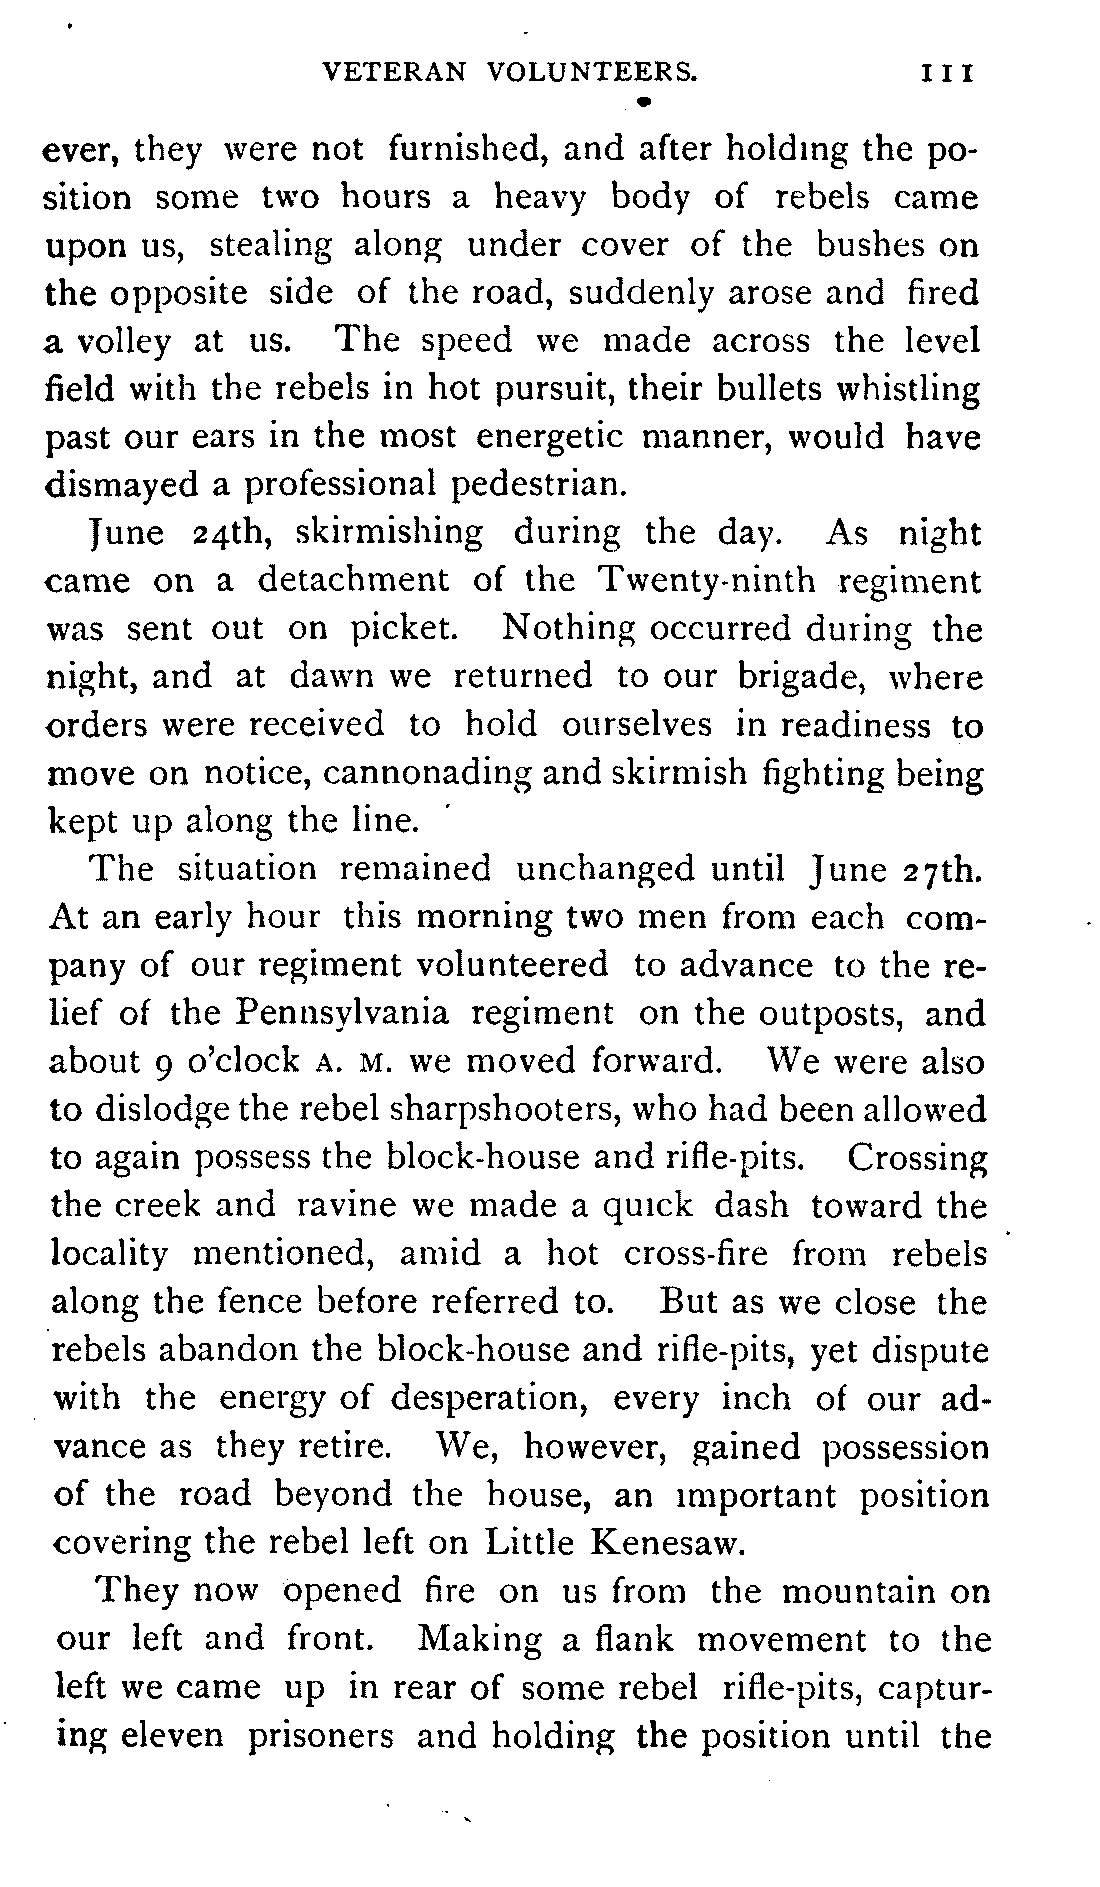 VETERAN VOLUNTEERS. 111
ever, they were not furnished, and after holding the po-
sition some two hours a heavy body of rebels came
upon us, stealing along under cover of the bushes on
the opposite side of the road, suddenly arose and fired
a volley at us. The speed we made across the level
field with the rebels in hot pursuit, their bullets whistling
past our ears in the most energetic manner, would have
dismayed a professional pedestrian.
June 24th, skirmishing during the day. As night
came on a detachment of the Twenty-ninth regiment
was sent out on picket. Nothing occurred during the
night, and at dawn we returned to our brigade, where
orders were received to hold ourselves in readiness to
move on notice, cannonading and skirmish fighting being
kept up along the line.
The situation remained unchanged until June 27th.
At an early hour this morning two men from each com-
pany of our regiment volunteered to advance to the re-
lief of the Pennsylvania regiment on the outposts, and
about 9 o'clock A. M. we moved forward. We were also
to dislodge the rebel sharpshooters, who had been allowed
to again possess the block-house and rifle-pits. Crossing
the creek and ravine we made a quick dash toward the
locality mentioned, amid a hot cross-fire from rebels
along the fence before referred to. But as we close the
rebels abandon the block-house and rifle-pits, yet dispute
with the energy of desperation, every inch of our ad-
vance as they retire. We, however, gained possession
of the road beyond the house, an important position
covering the rebel left on Little Kenesaw.
They now opened fire on us from the mountain on
our left and front. Making a flank movement to the
left we came up in rear of some rebel rifle-pits, captur-
ing eleven prisoners and holding the position until the